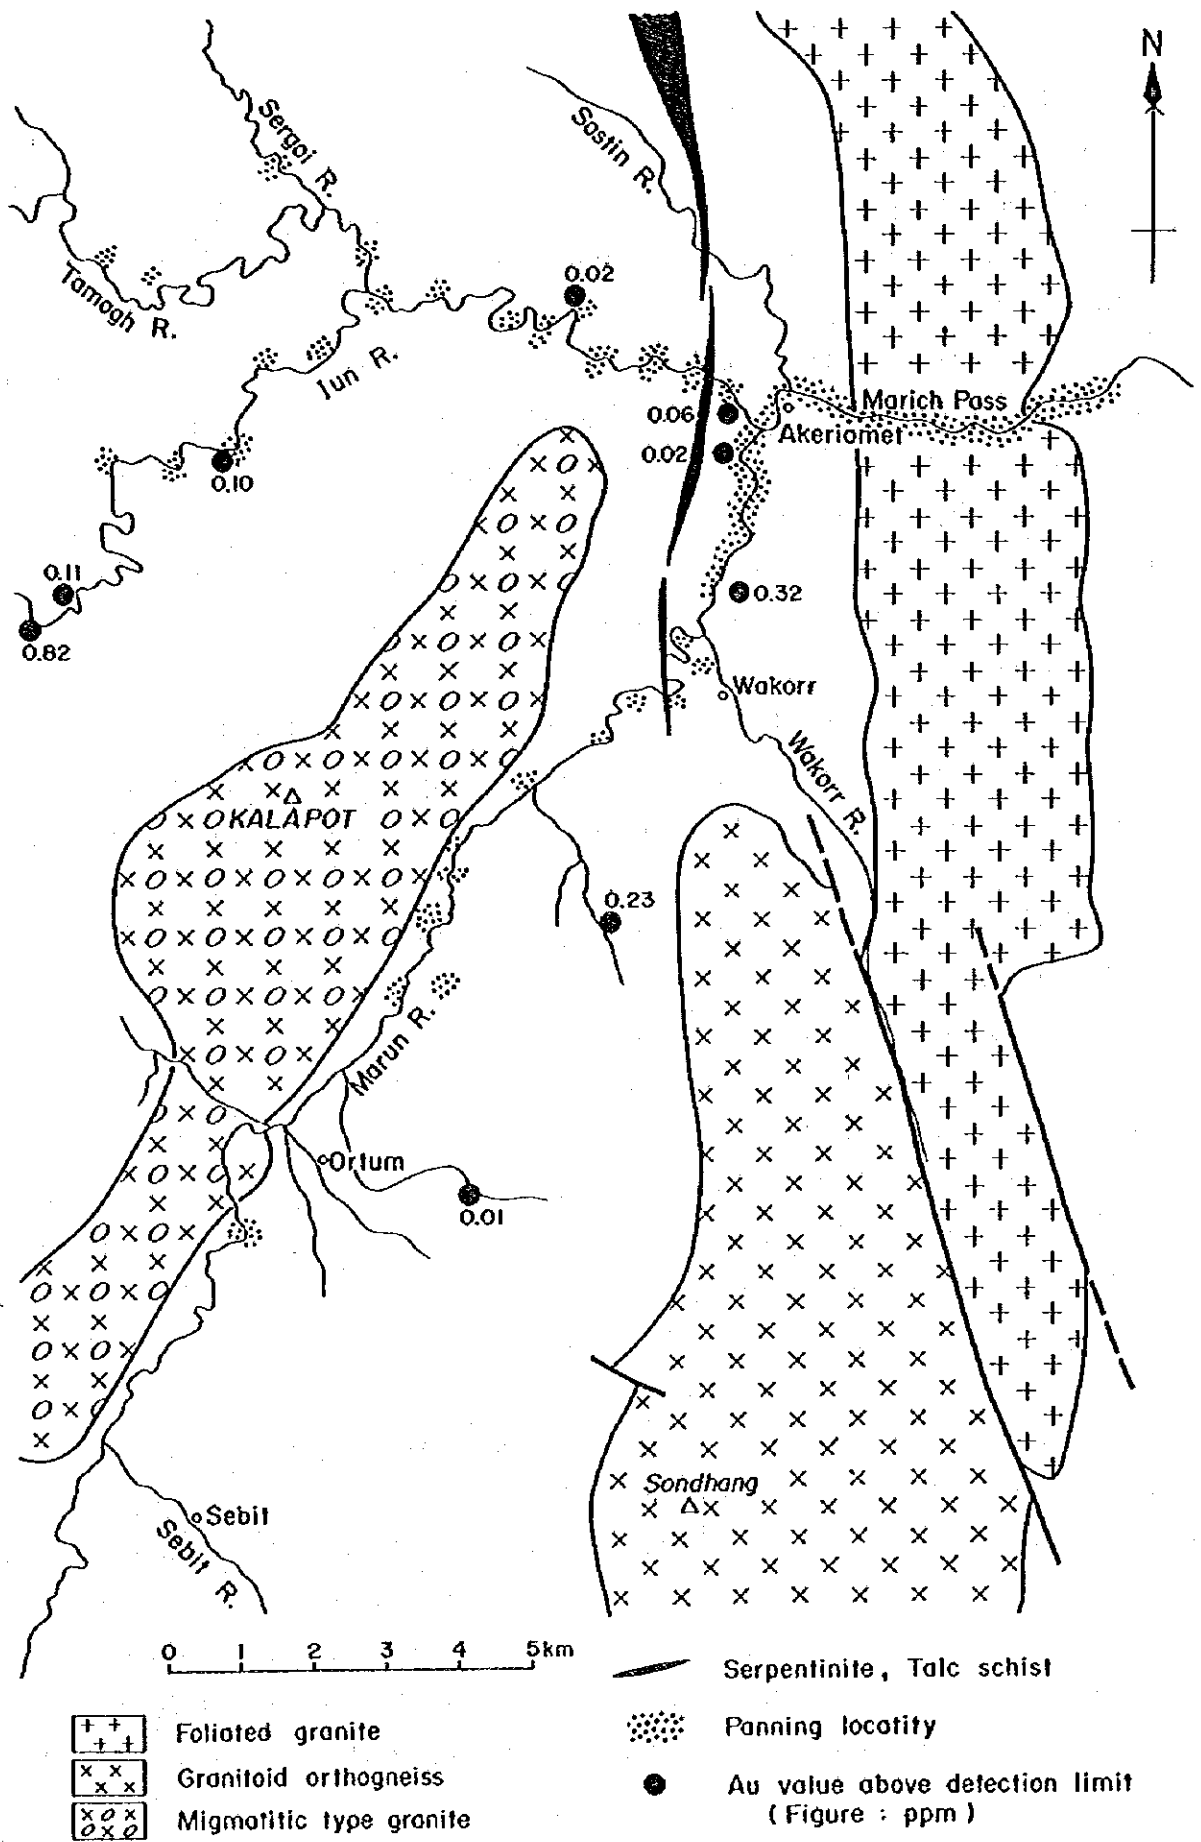 N
Sergoi R.
Sostin R.
Tamogh R.
Iun R.
0.02
Marich Pass
0.06
Akeriomet
0.02
0.10
0.11
0.32
0.82
Wakorr
Wakorr R.
KALAPOT
0.23
Marun R.
Ortum
0.01
Sondhang
Sebit
Sebit R.
0 1 2 3 4 5km
Serpentinite, Talc schist
Foliated granite
Panning locatity
Granitoid orthogneiss
Au value above detection limit
(Figure : ppm)
Migmatitic type granite